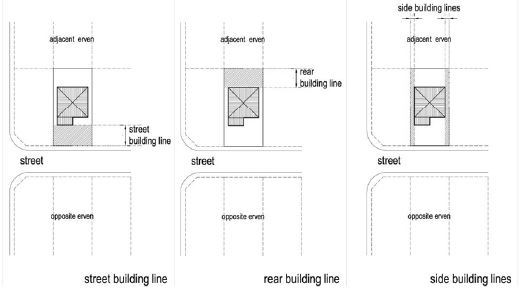 adjacent erven
street
building line
street
opposite erven
street building line
adjacent erven
rear
building line
street
opposite erven
rear building line
side building lines
adjacent erven
street
opposite erven
side building lines